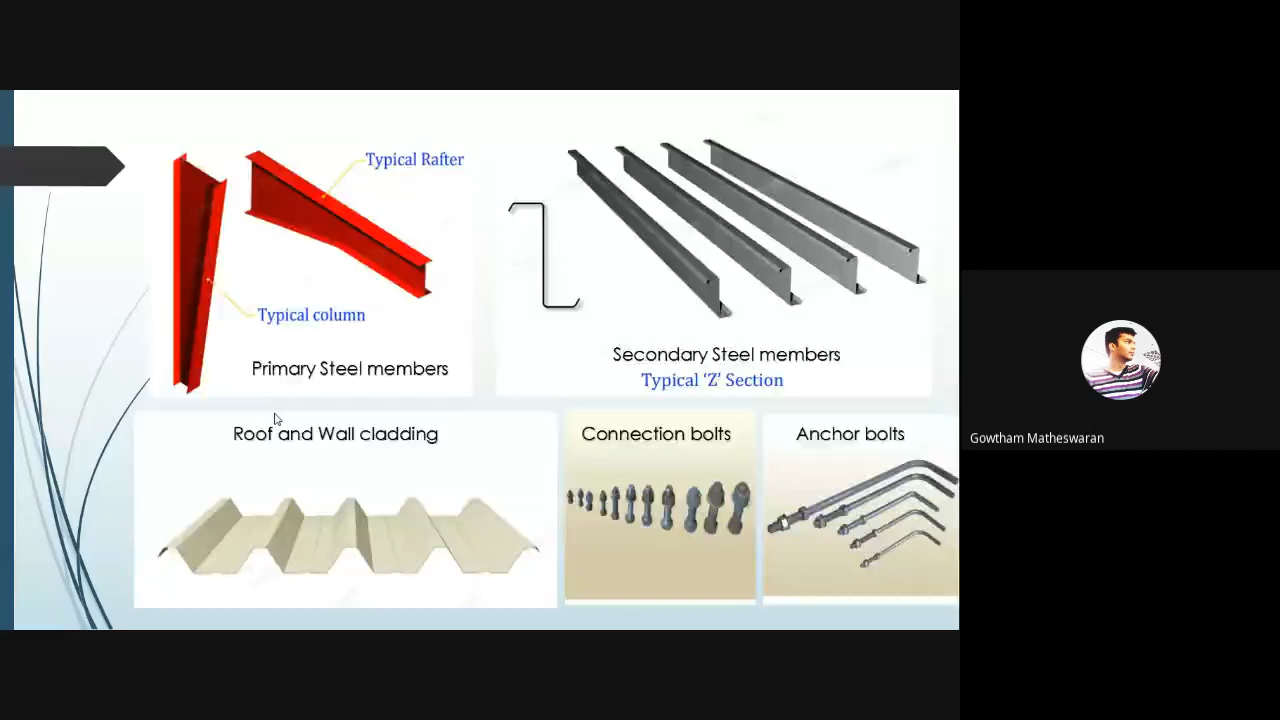 Typical Rafter
Typical column
Primary Steel members
Secondary Steel members
Typical ‘Z’ Section
Roof and Wall cladding
Connection bolts
Anchor bolts
Gowtham Matheswaran